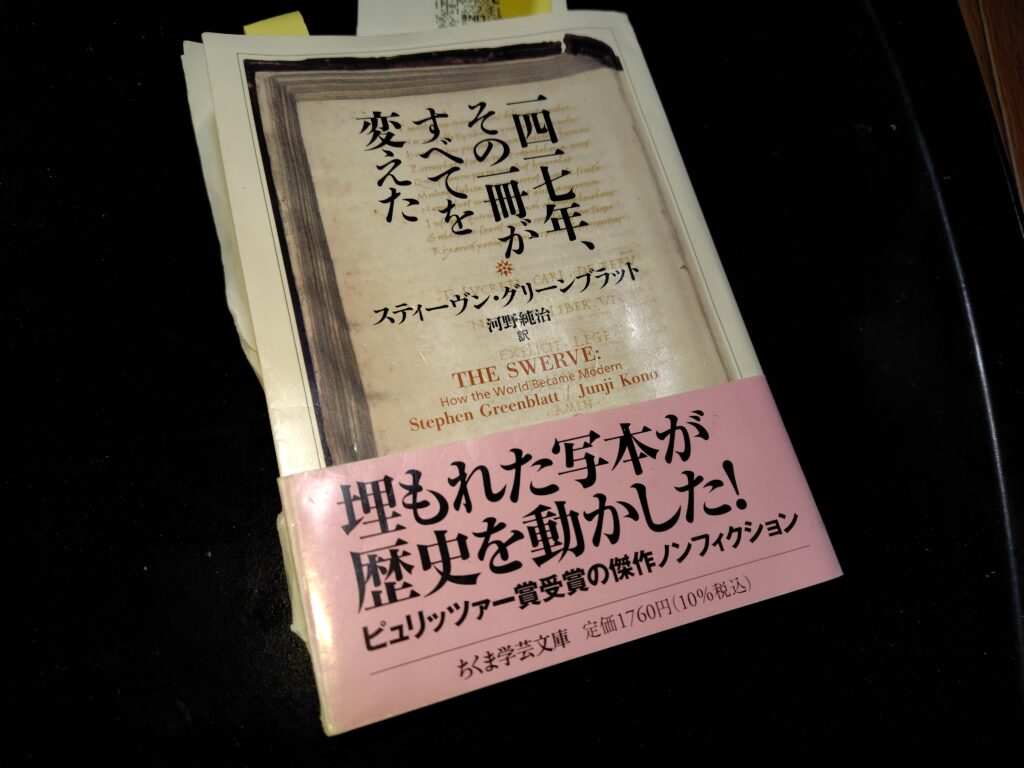 一四一七年、
その一冊が
すべてを
変えた
スティーヴン・グリーンブラット
河野純治
訳
THE SWERVE:
How the World Became Modern
Stephen Greenblatt / Junji Kono
EXPLICIT LEGE
AMEN
埋もれた写本が
歴史を動かした!
ピュリッツァー賞受賞の傑作ノンフィクション
ちくま学芸文庫 定価1760円(10%税込)